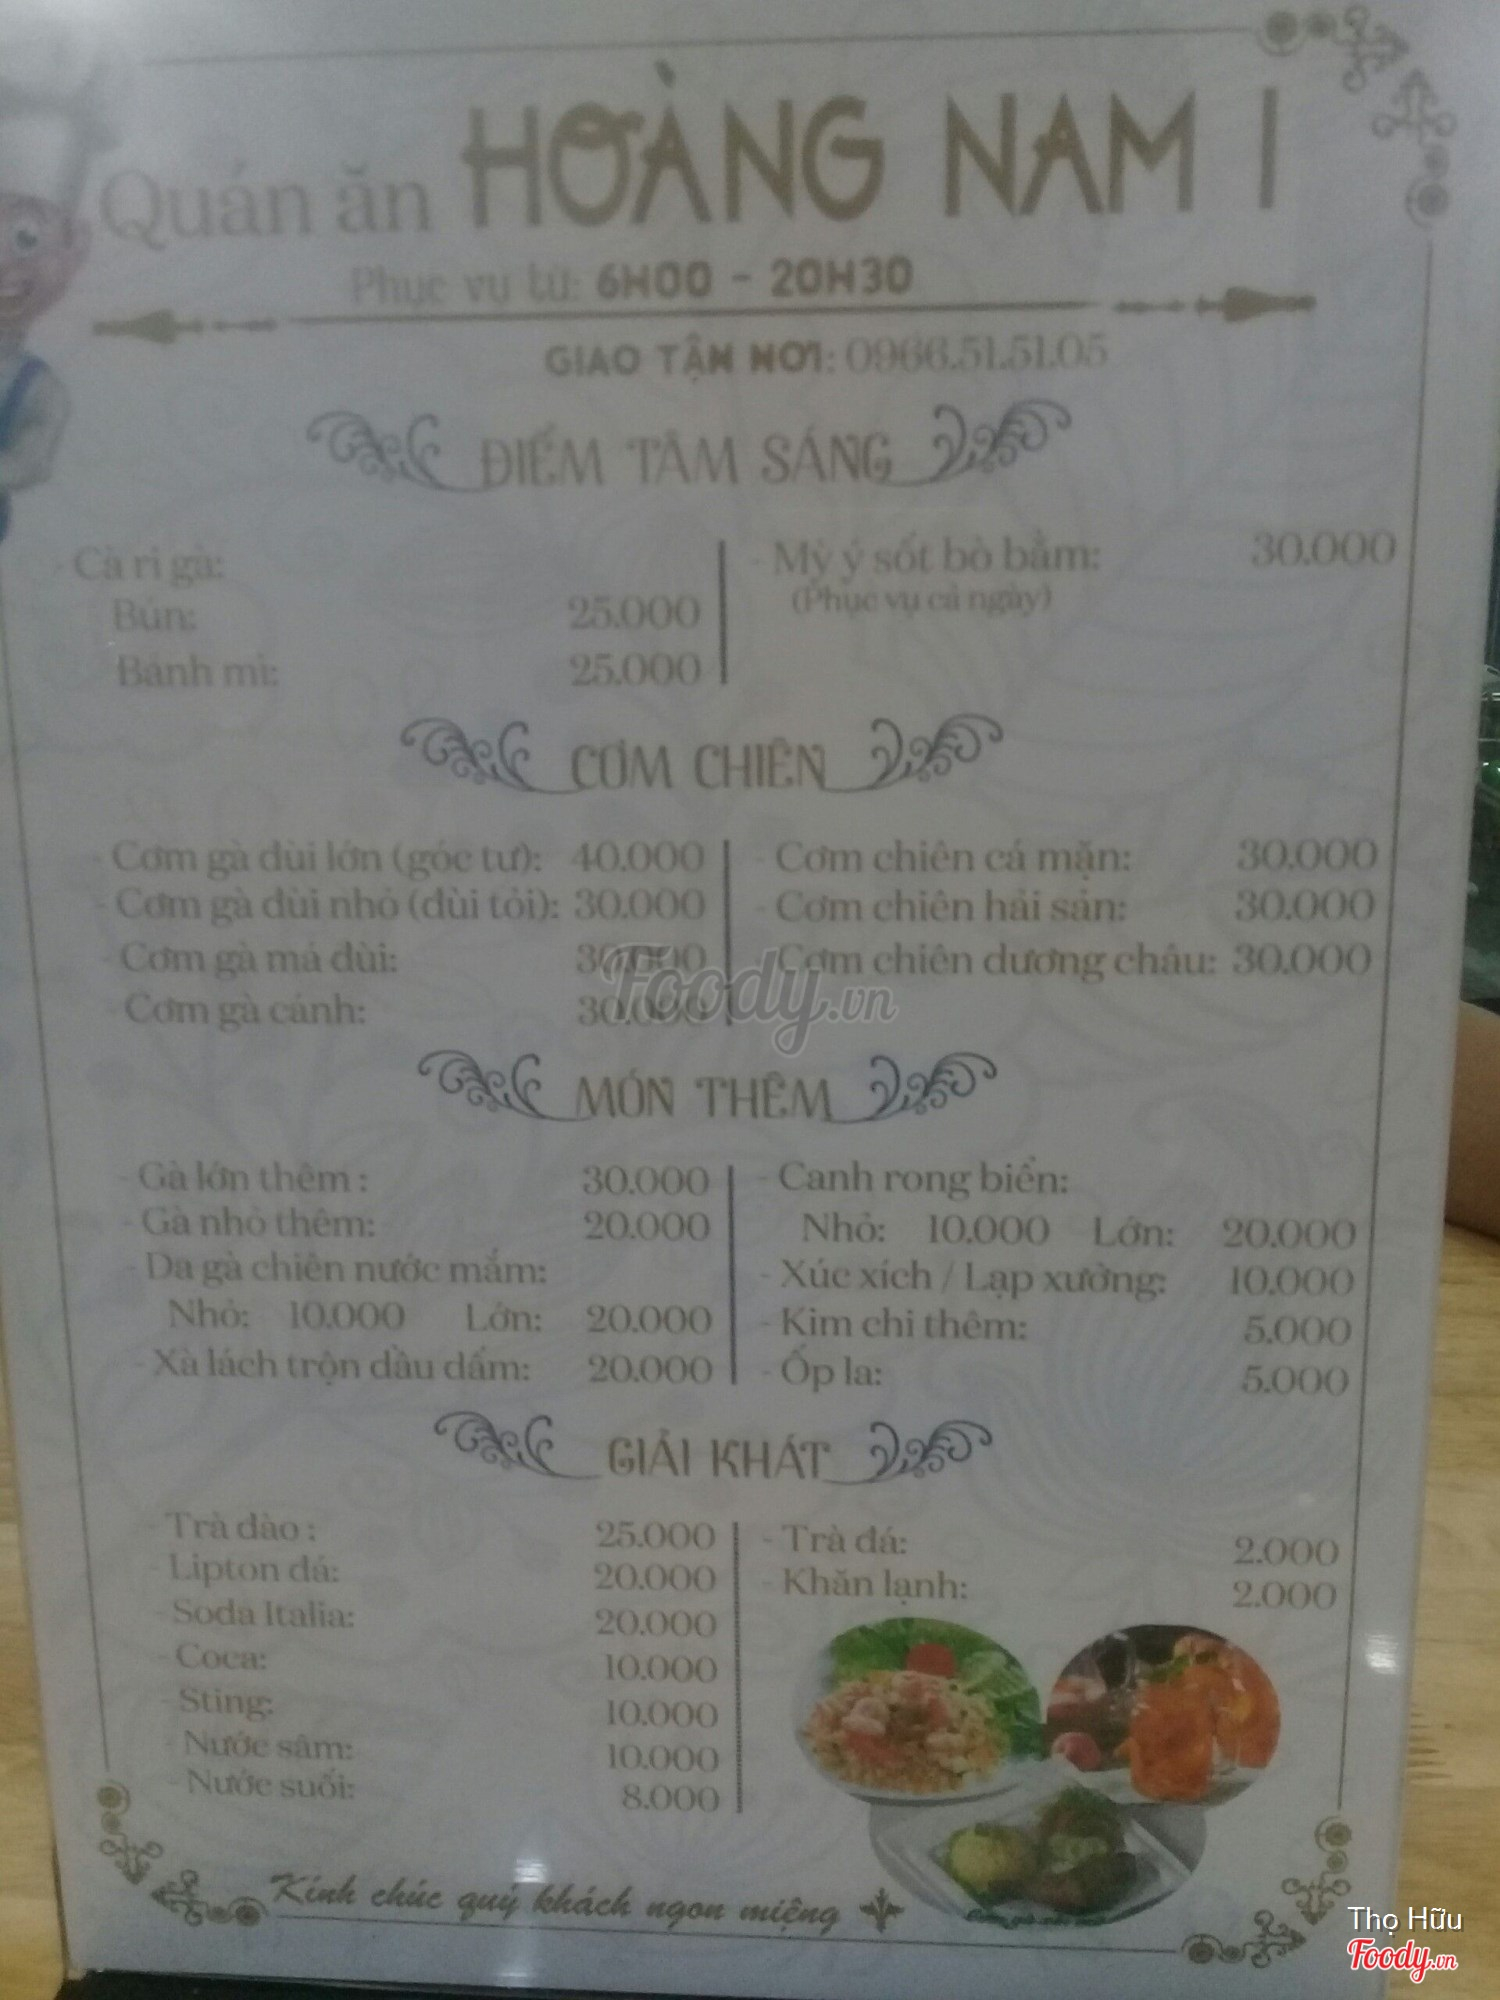 Quán ăn HOÀNG NAM 1
Phục vụ từ: 6H00 - 20H30
GIAO TẬN NƠI: 0966.51.51.05
ĐIỂM TÂM SÁNG
- Cà ri gà:
Bún: 25.000
Bánh mì: 25.000
- Mỳ ý sốt bò bằm: 30.000
(Phục vụ cả ngày)
CƠM CHIÊN
- Cơm gà đùi lớn (góc tư): 40.000
- Cơm gà đùi nhỏ (đùi tỏi): 30.000
- Cơm gà má đùi: 30.000
- Cơm gà cánh: 30.000
- Cơm chiên cá mặn: 30.000
- Cơm chiên hải sản: 30.000
- Cơm chiên dương châu: 30.000
Foody.vn
MÓN THÊM
- Gà lớn thêm : 30.000
- Gà nhỏ thêm: 20.000
- Da gà chiên nước mắm:
Nhỏ: 10.000 Lớn: 20.000
- Xà lách trộn dầu dấm: 20.000
- Canh rong biển:
Nhỏ: 10.000 Lớn: 20.000
- Xúc xích / Lạp xưởng: 10.000
- Kim chi thêm: 5.000
- Ốp la: 5.000
GIẢI KHÁT
- Trà đào : 25.000
- Lipton đá: 20.000
- Soda Italia: 20.000
- Coca: 10.000
- Sting: 10.000
- Nước sâm: 10.000
- Nước suối: 8.000
- Trà đá: 2.000
- Khăn lạnh: 2.000
Kính chúc quý khách ngon miệng
Thọ Hữu
Foody.vn